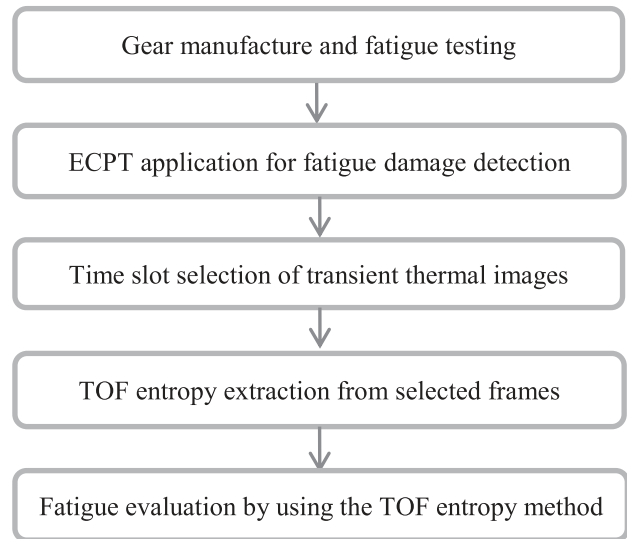 Gear manufacture and fatigue testing
ECPT application for fatigue damage detection
Time slot selection of transient thermal images
TOF entropy extraction from selected frames
Fatigue evaluation by using the TOF entropy method